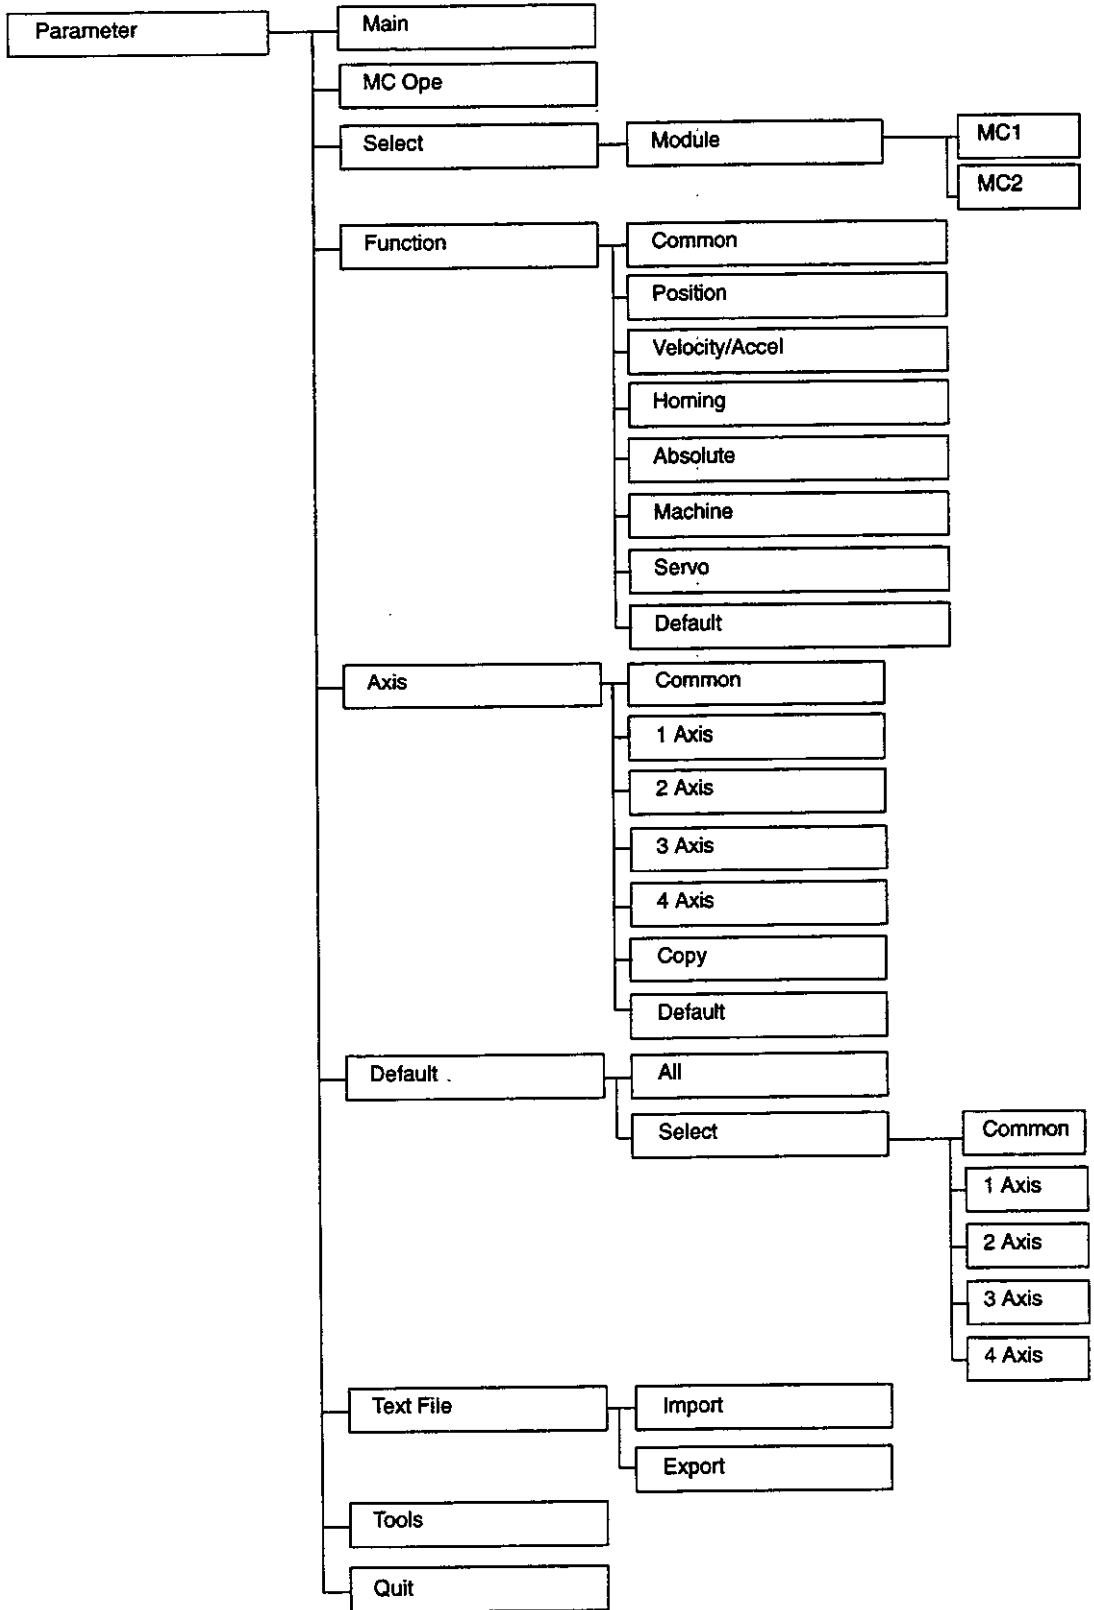 Parameter
Main
MC Ope
Select
Module
MC1
MC2
Function
Common
Position
Velocity/Accel
Homing
Absolute
Machine
Servo
Default
Axis
Common
1 Axis
2 Axis
3 Axis
4 Axis
Copy
Default
Default
All
Select
Common
1 Axis
2 Axis
3 Axis
4 Axis
Text File
Import
Export
Tools
Quit